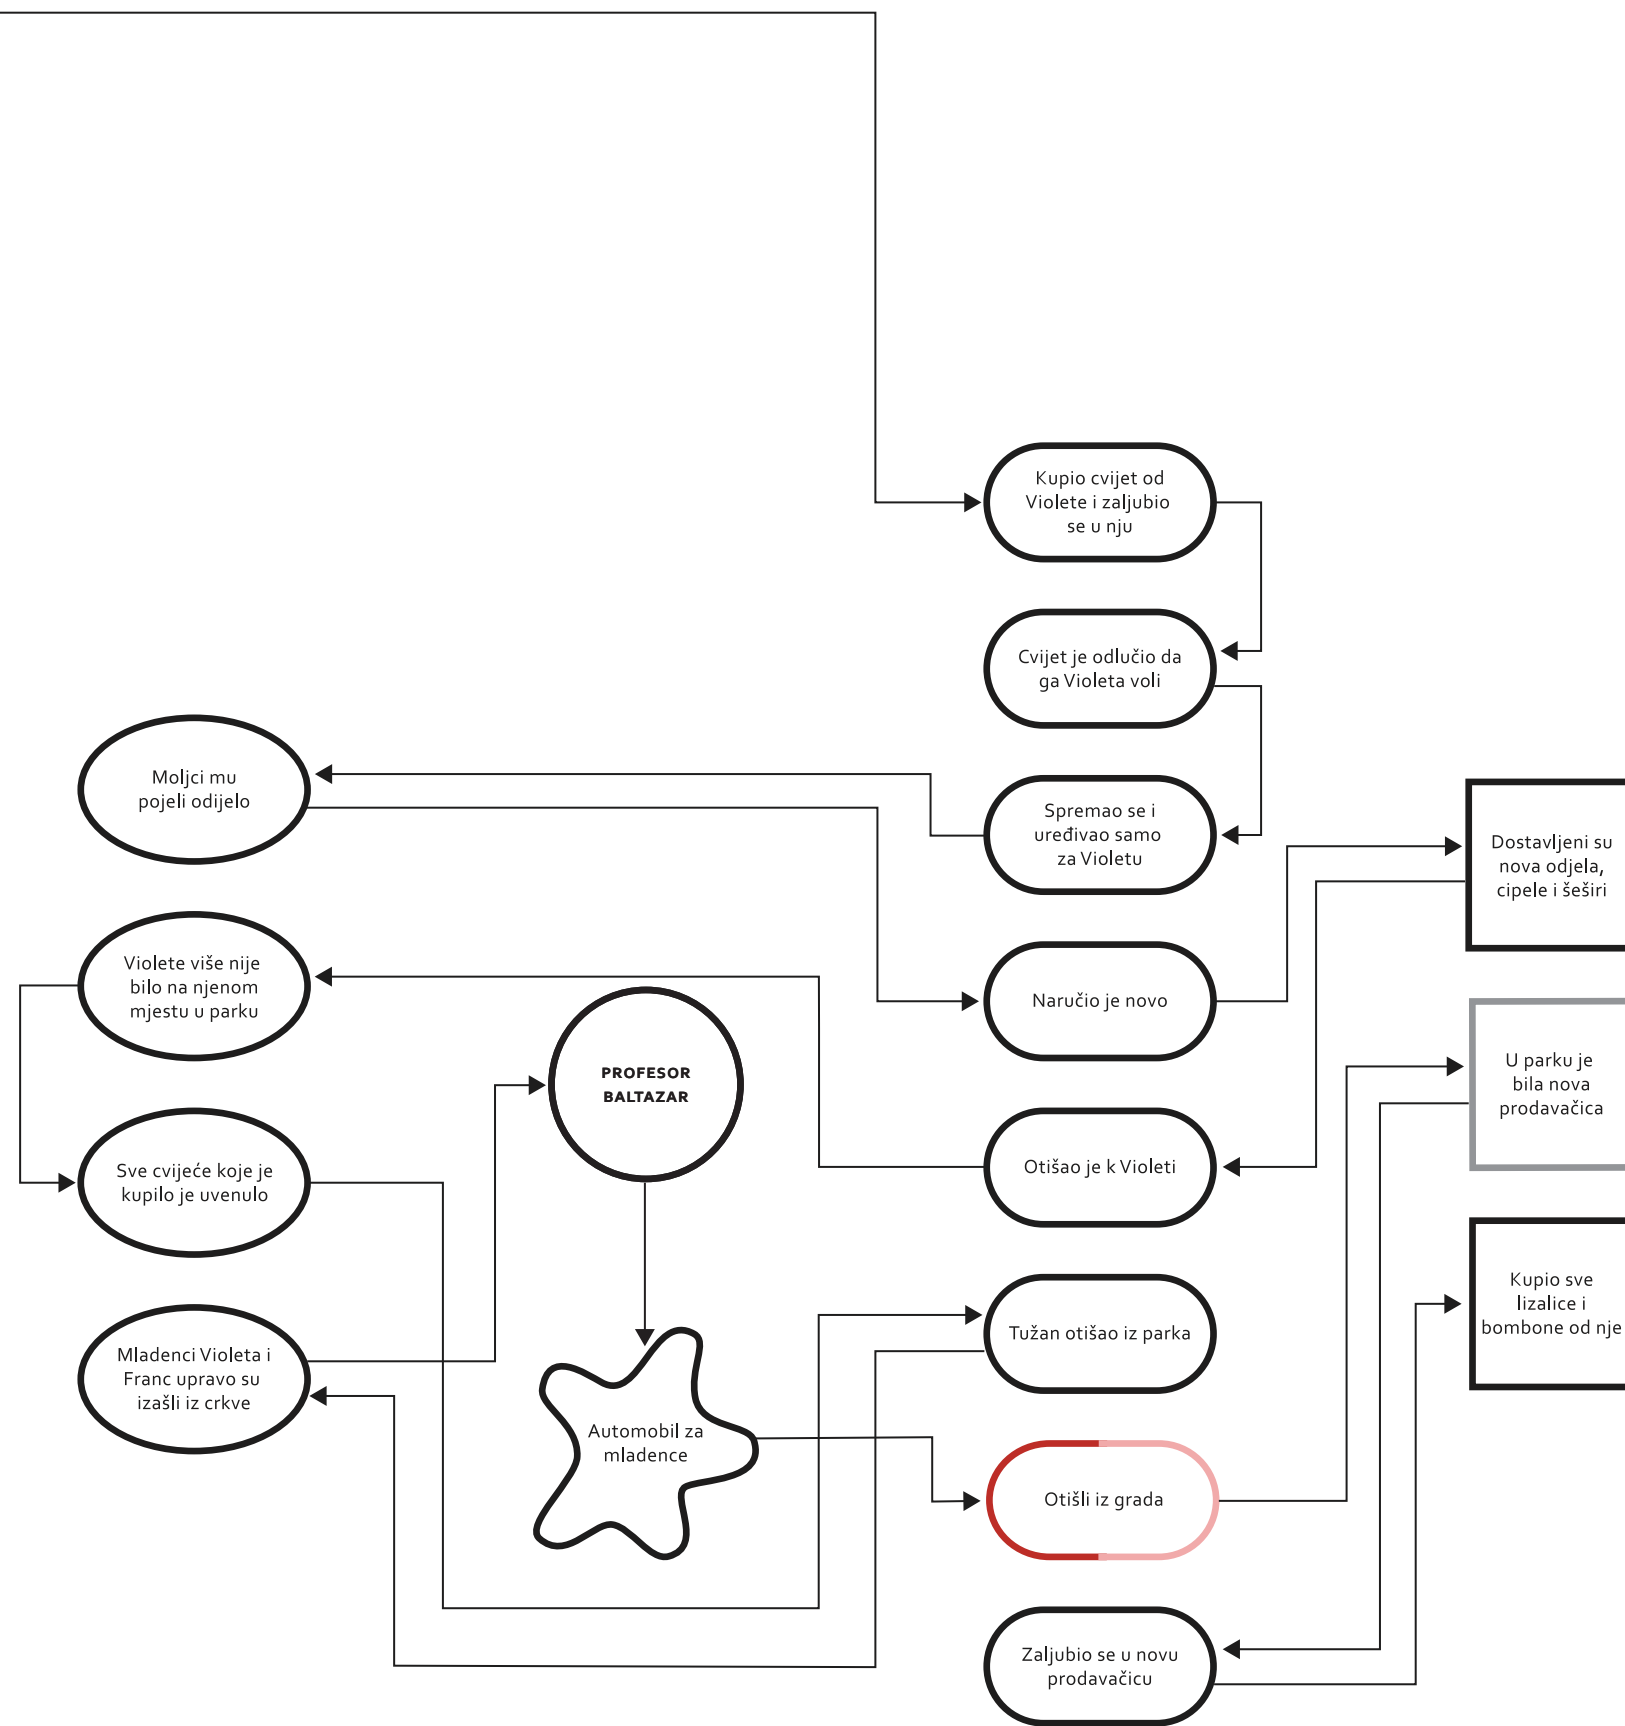 Kupio cvijet od
Violete i zaljubio
se u nju
Cvijet je odlučio da
ga Violeta voli
Moljci mu
pojeli odijelo
Spremao se i
uređivao samo
za Violetu
Dostavljeni su
nova odjela,
cipele i šeširi
Violete više nije
bilo na njenom
mjestu u parku
Naručio je novo
PROFESOR
BALTAZAR
U parku je
bila nova
prodavačica
Sve cvijeće koje je
kupilo je uvenulo
Otišao je k Violeti
Kupio sve
lizalice i
bombone od nje
Mladenci Violeta i
Franc upravo su
izašli iz crkve
Tužan otišao iz parka
Automobil za
mladence
Otišli iz grada
Zaljubio se u novu
prodavačicu